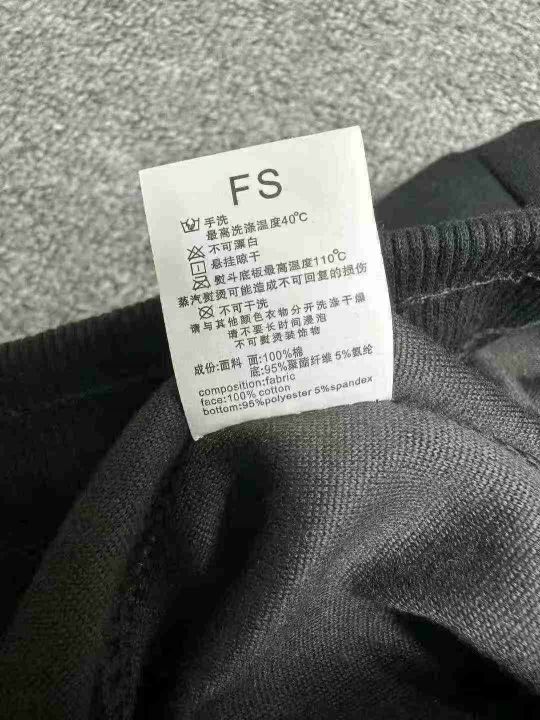 FS
手洗
最高洗涤温度40℃
不可漂白
悬挂晾干
熨斗底板最高温度110℃
蒸汽熨烫可能造成不可回复的损伤
不可干洗
请与其他颜色衣物分开洗涤干燥
请不要长时间浸泡
不可熨烫装饰物
成份:面料 面:100%棉
底:95%聚酯纤维 5%氨纶
composition:fabric
face:100% cotton
bottom:95%polyester 5%spandex